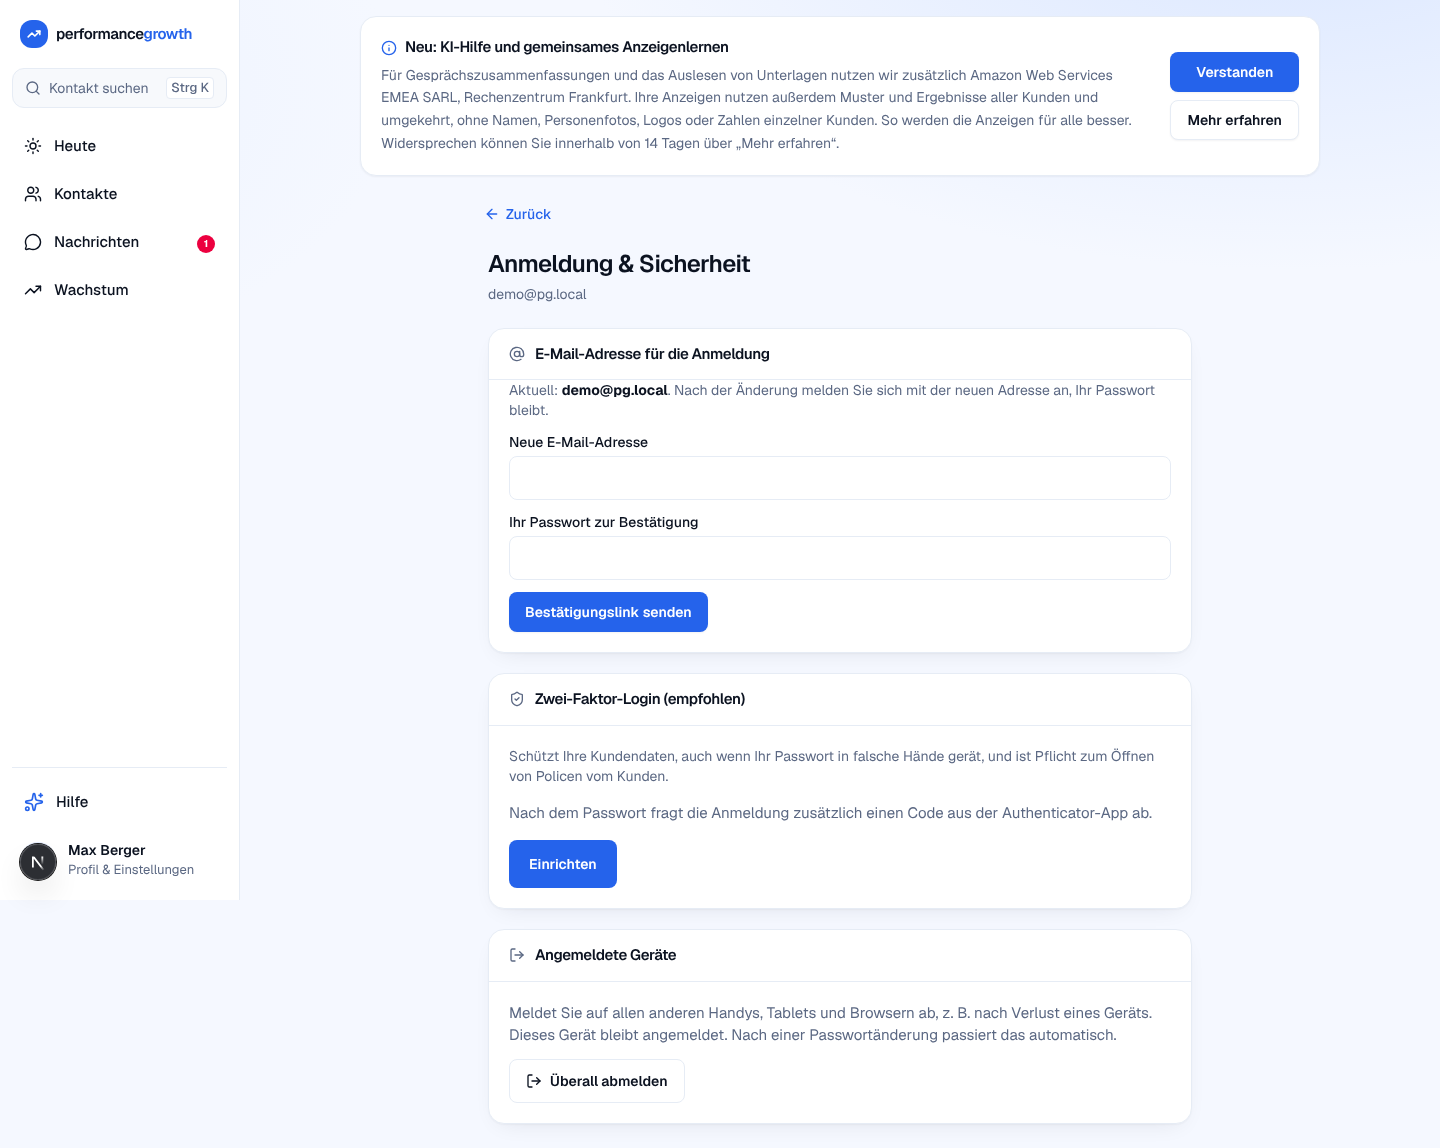 performancegrowth
Kontakt suchen Strg K
Heute
Kontakte
Nachrichten 1
Wachstum
Hilfe
Max Berger
Profil & Einstellungen
Neu: KI-Hilfe und gemeinsames Anzeigenlernen
Für Gesprächszusammenfassungen und das Auslesen von Unterlagen nutzen wir zusätzlich Amazon Web Services
EMEA SARL, Rechenzentrum Frankfurt. Ihre Anzeigen nutzen außerdem Muster und Ergebnisse aller Kunden und
umgekehrt, ohne Namen, Personenfotos, Logos oder Zahlen einzelner Kunden. So werden die Anzeigen für alle besser.
Widersprechen können Sie innerhalb von 14 Tagen über „Mehr erfahren“.
Verstanden
Mehr erfahren
Zurück
Anmeldung & Sicherheit
demo@pg.local
E-Mail-Adresse für die Anmeldung
Aktuell: demo@pg.local. Nach der Änderung melden Sie sich mit der neuen Adresse an, Ihr Passwort
bleibt.
Neue E-Mail-Adresse
Ihr Passwort zur Bestätigung
Bestätigungslink senden
Zwei-Faktor-Login (empfohlen)
Schützt Ihre Kundendaten, auch wenn Ihr Passwort in falsche Hände gerät, und ist Pflicht zum Öffnen
von Policen vom Kunden.
Nach dem Passwort fragt die Anmeldung zusätzlich einen Code aus der Authenticator-App ab.
Einrichten
Angemeldete Geräte
Meldet Sie auf allen anderen Handys, Tablets und Browsern ab, z. B. nach Verlust eines Geräts.
Dieses Gerät bleibt angemeldet. Nach einer Passwortänderung passiert das automatisch.
Überall abmelden